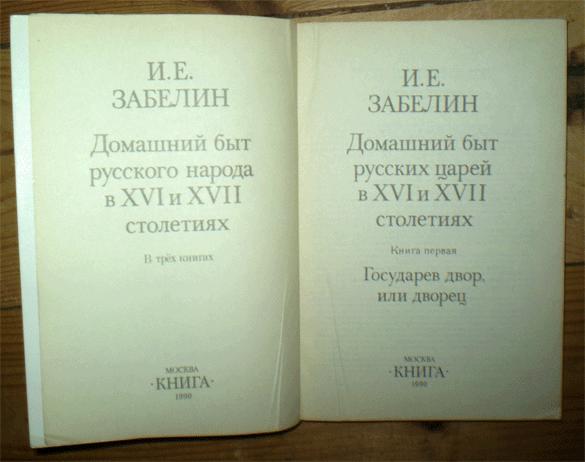 И. Е.
ЗАБЕЛИН
Домашний быт
русского народа
в XVI и XVII
столетиях
В трёх книгах
МОСКВА
·КНИГА·
1990
И. Е.
ЗАБЕЛИН
Домашний быт
русских царей
в XVI и XVII
столетиях
Книга первая
Государев двор,
или дворец
МОСКВА
·КНИГА·
1990